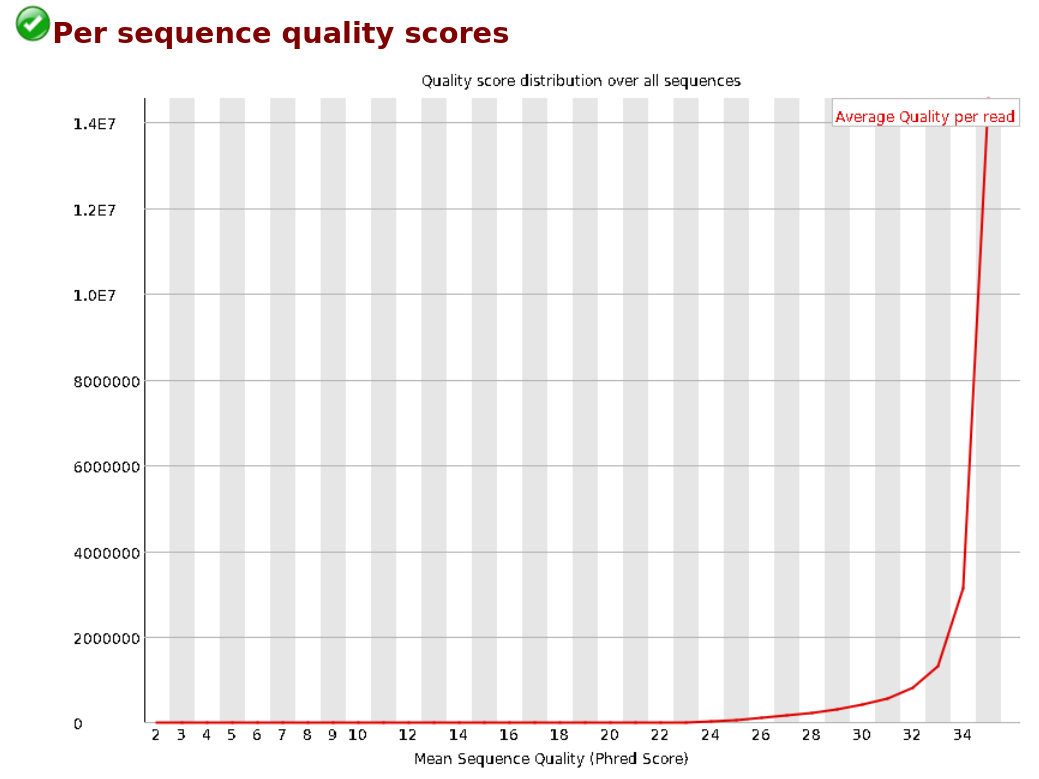 Per sequence quality scores
Quality score distribution over all sequences
Average Quality per read
1.4E7
1.2E7
1.0E7
8000000
6000000
4000000
2000000
0
2 3 4 5 6 7 8 9 10 12 14 16 18 20 22 24 26 28 30 32 34
Mean Sequence Quality (Phred Score)